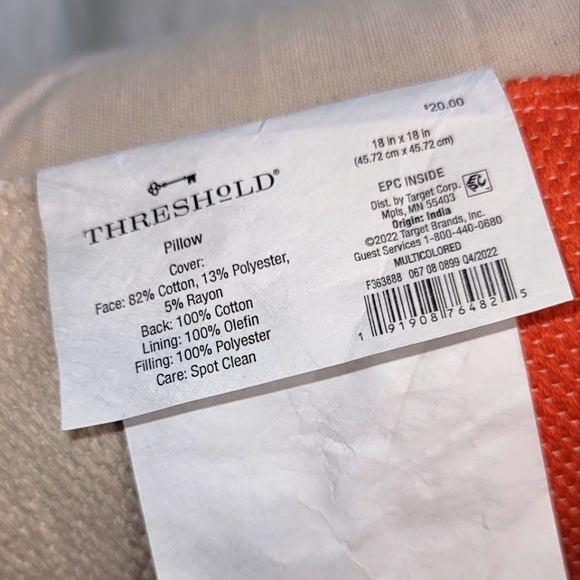 THRESHOLD®
Pillow
Cover:
Face: 82% Cotton, 13% Polyester,
5% Rayon
Back: 100% Cotton
Lining: 100% Olefin
Filling: 100% Polyester
Care: Spot Clean
$20.00
18 in x 18 in
(45.72 cm x 45.72 cm)
EPC INSIDE
Dist. by Target Corp.
Mpls, MN 55403
Origin: India
©2022 Target Brands, Inc.
Guest Services 1-800-440-0680
MULTICOLORED
F363888 067 08 0899 04/2022
1 91908 76482 5